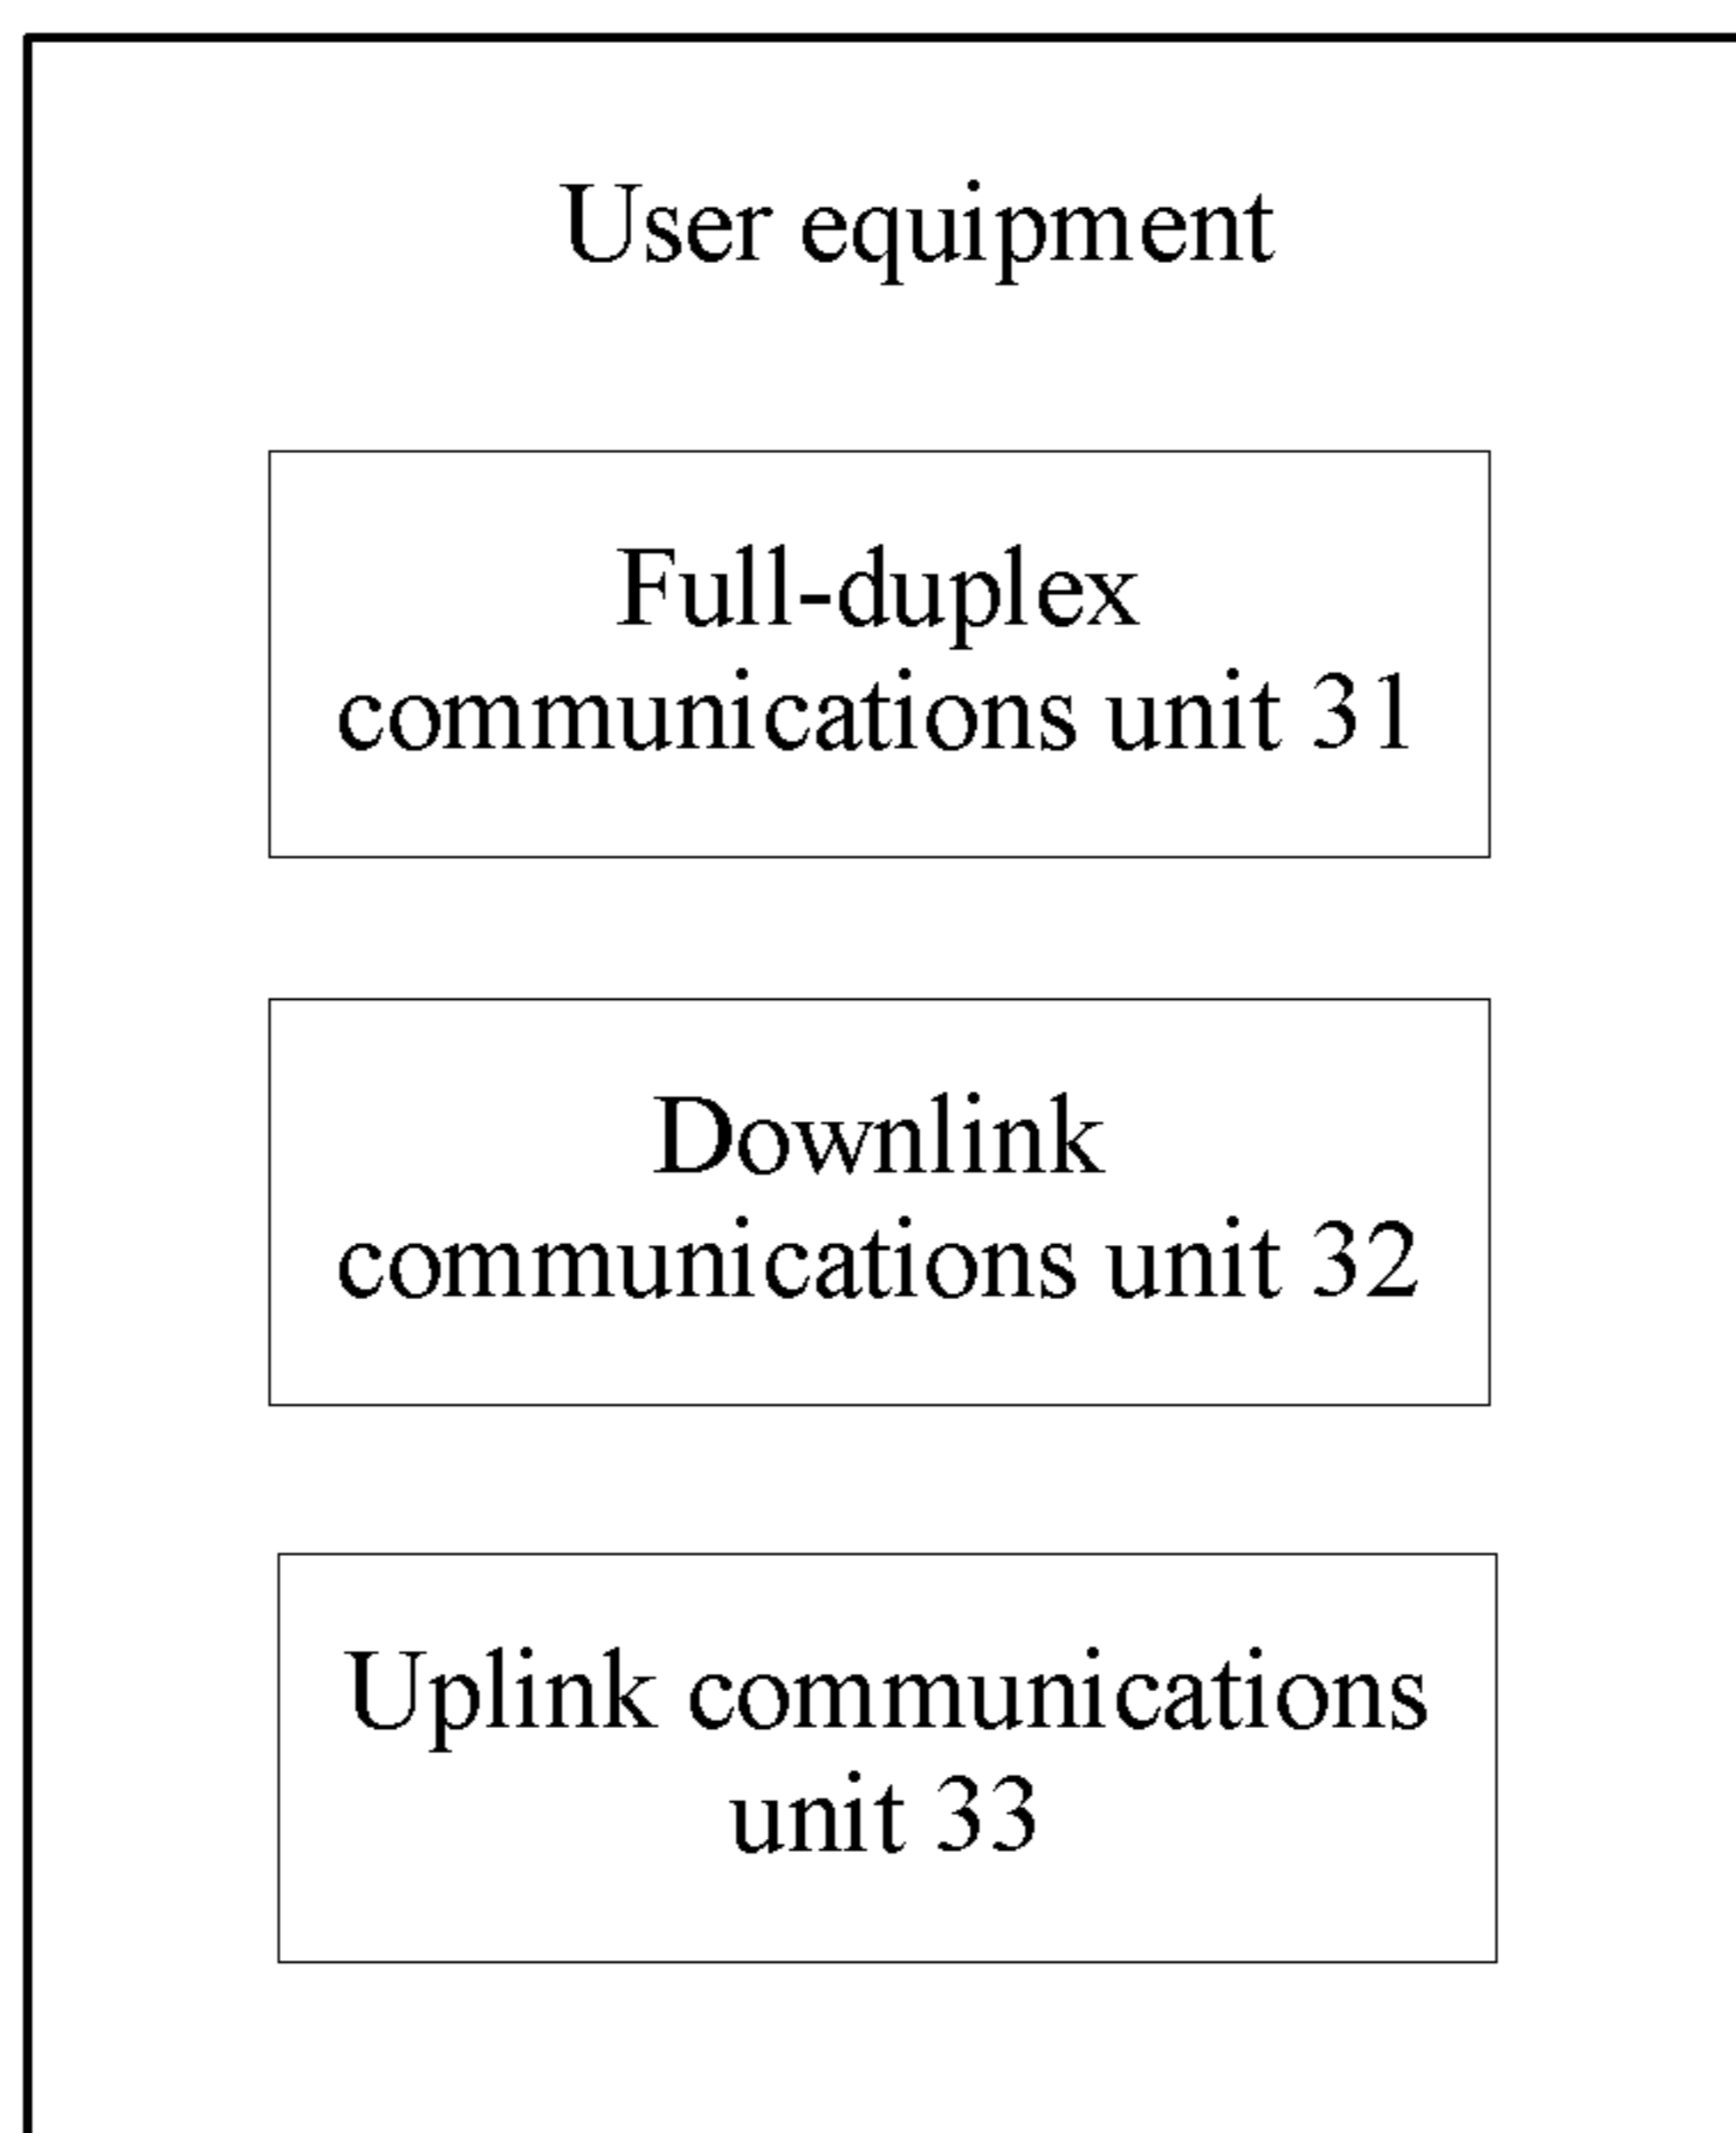 User equipment
Full-duplex
communications unit 31
Downlink
communications unit 32
Uplink communications
unit 33